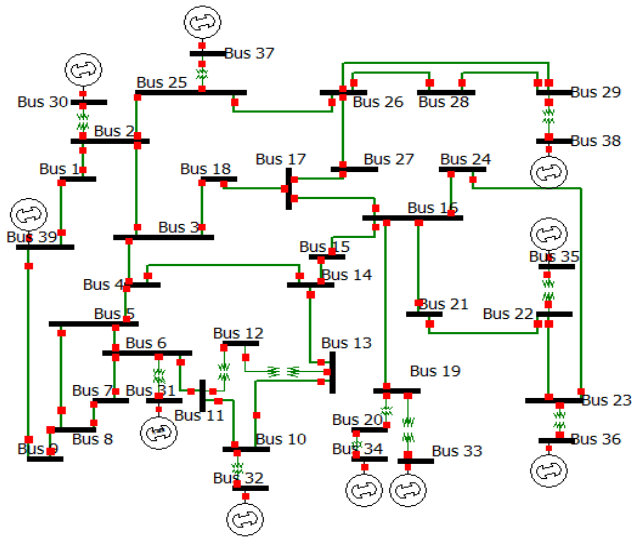 Bus 37
Bus 25
Bus 30
Bus 26
Bus 28
Bus 29
Bus 2
Bus 38
Bus 1
Bus 18
Bus 17
Bus 27
Bus 24
Bus 39
Bus 3
Bus 16
Bus 15
Bus 35
Bus 4
Bus 14
Bus 21
Bus 22
Bus 5
Bus 12
Bus 13
Bus 6
Bus 7
Bus 31
Bus 11
Bus 19
Bus 23
Bus 8
Bus 9
Bus 10
Bus 20
Bus 36
Bus 32
Bus 34
Bus 33